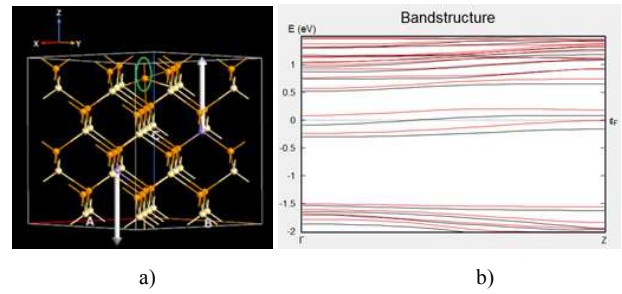 Z
X
Y
C
A
B
Bandstructure
E (eV)
1
0.5
0
εF
-0.5
-1
-1.5
-2
Γ
Z
a)
b)